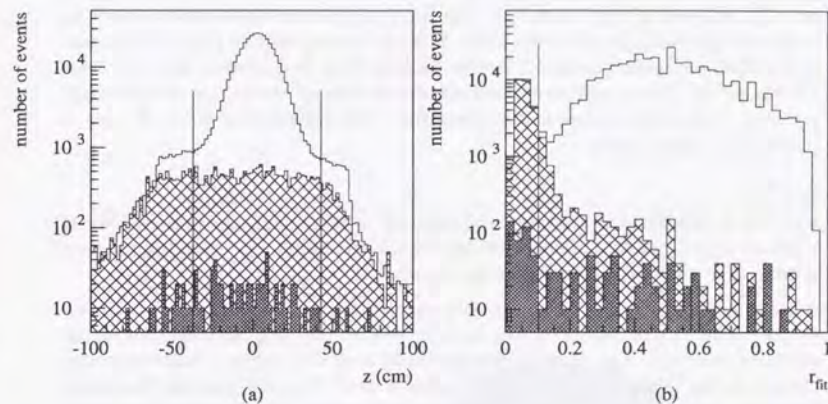 number of events
10^4
10^3
10^2
10
-100 -50 0 50 100
z (cm)
(a)
number of events
10^4
10^3
10^2
10
0 0.2 0.4 0.6 0.8 1
r_fit
(b)